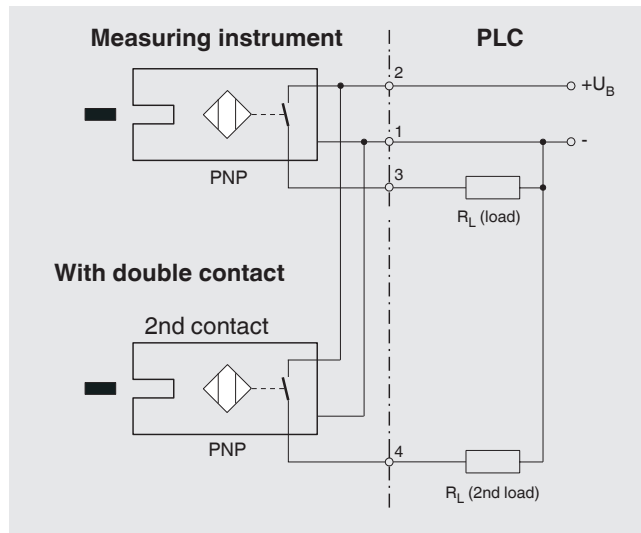 Measuring instrument
PLC
2
+U_B
1
-
PNP
3
R_L (load)
With double contact
2nd contact
PNP
4
R_L (2nd load)